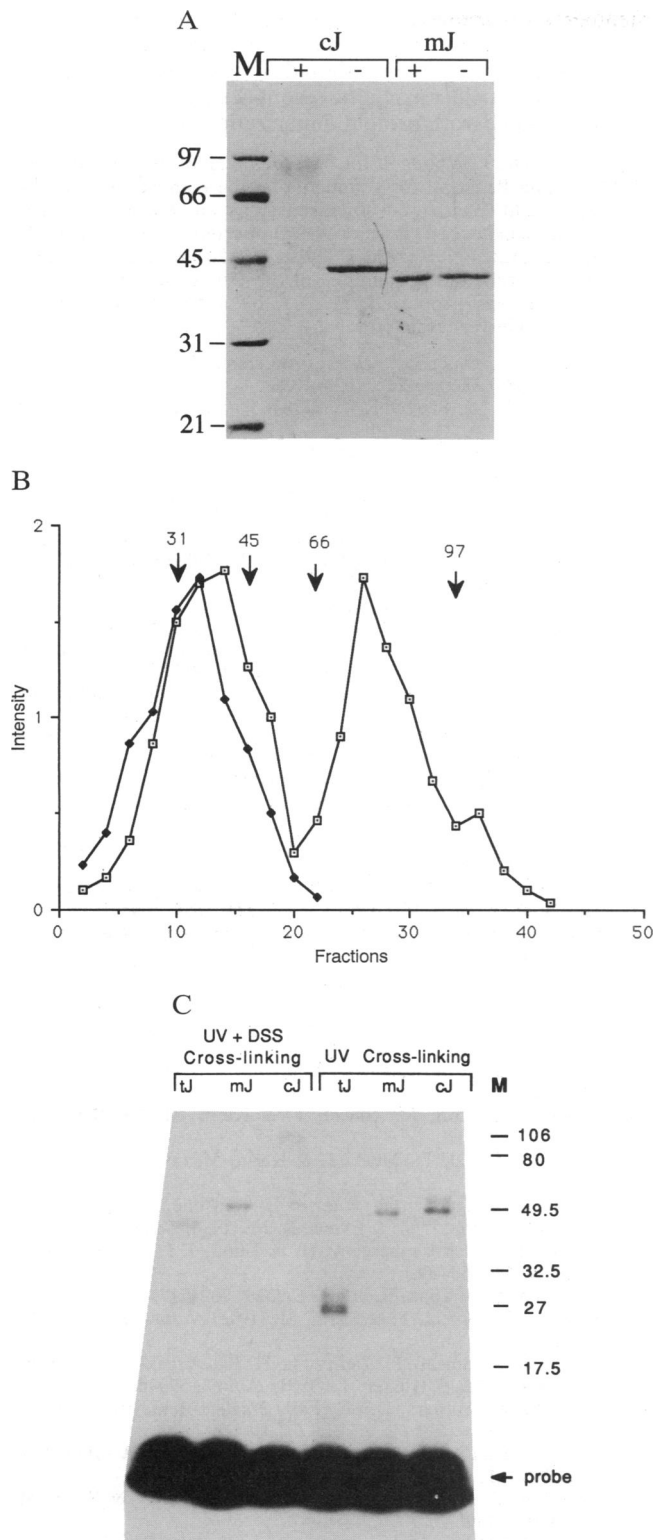 A
cJ mJ
M + - + -
97
66
45
31
21
B
2
1
0
Intensity
31 45 66 97
0 10 20 30 40 50
Fractions
C
UV + DSS
Cross-linking UV Cross-linking
tJ mJ cJ tJ mJ cJ M
106
80
49.5
32.5
27
17.5
probe